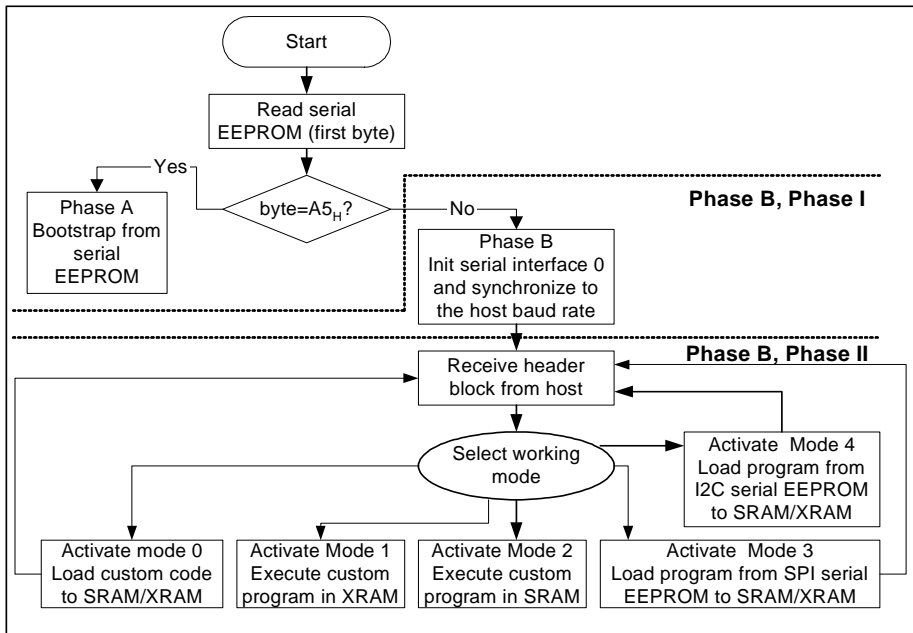 Start
Read serial
EEPROM (first byte)
Yes
byte=A5H?
No
Phase B, Phase I
Phase A
Bootstrap from
serial
EEPROM
Phase B
Init serial interface 0
and synchronize to
the host baud rate
Phase B, Phase II
Receive header
block from host
Select working
mode
Activate Mode 4
Load program from
I2C serial EEPROM
to SRAM/XRAM
Activate mode 0
Load custom code
to SRAM/XRAM
Activate Mode 1
Execute custom
program in XRAM
Activate Mode 2
Execute custom
program in SRAM
Activate Mode 3
Load program from SPI serial
EEPROM to SRAM/XRAM